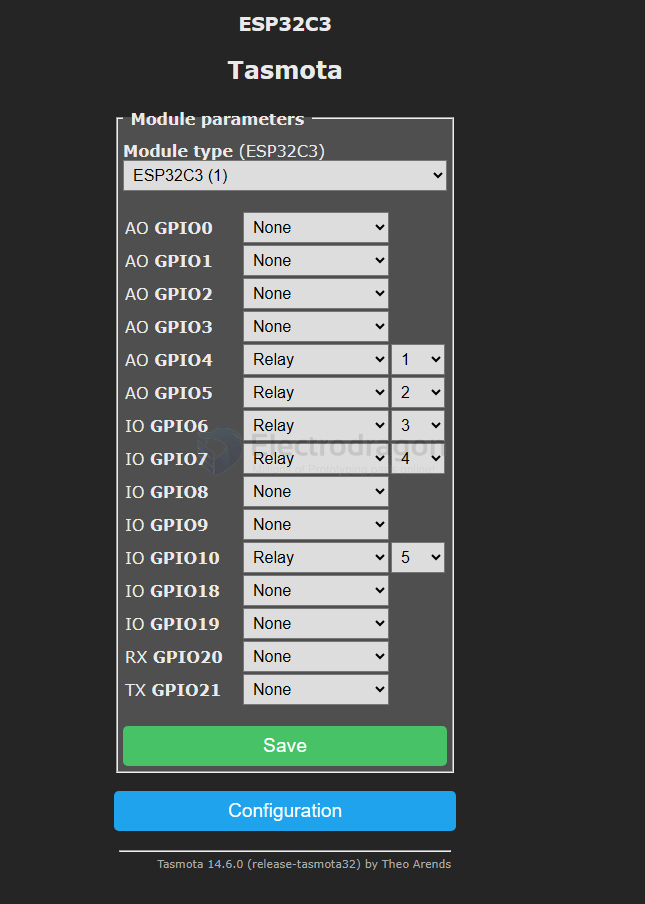 ESP32C3
Tasmota
Module parameters
Module type (ESP32C3)
ESP32C3 (1)
AO GPIO0 None
AO GPIO1 None
AO GPIO2 None
AO GPIO3 None
AO GPIO4 Relay 1
AO GPIO5 Relay 2
IO GPIO6 Relay 3
Electrodragon
IO GPIO7 Relay 4
IO GPIO8 None
IO GPIO9 None
IO GPIO10 Relay 5
IO GPIO18 None
IO GPIO19 None
RX GPIO20 None
TX GPIO21 None
Save
Configuration
Tasmota 14.6.0 (release-tasmota32) by Theo Arends